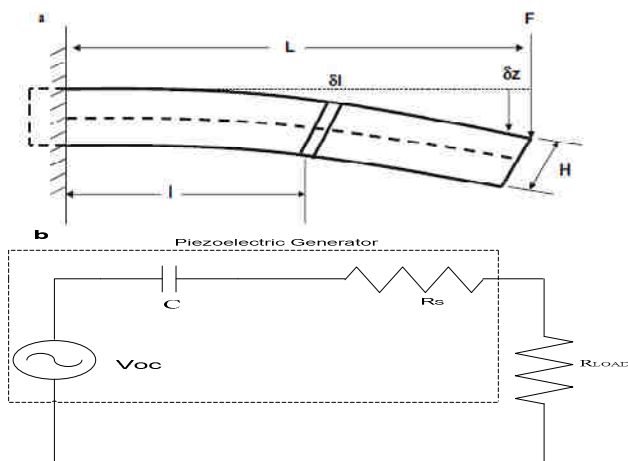 a
F
L
δl
δz
H
l
b
Piezoelectric Generator
C
Rs
Voc
RLOAD